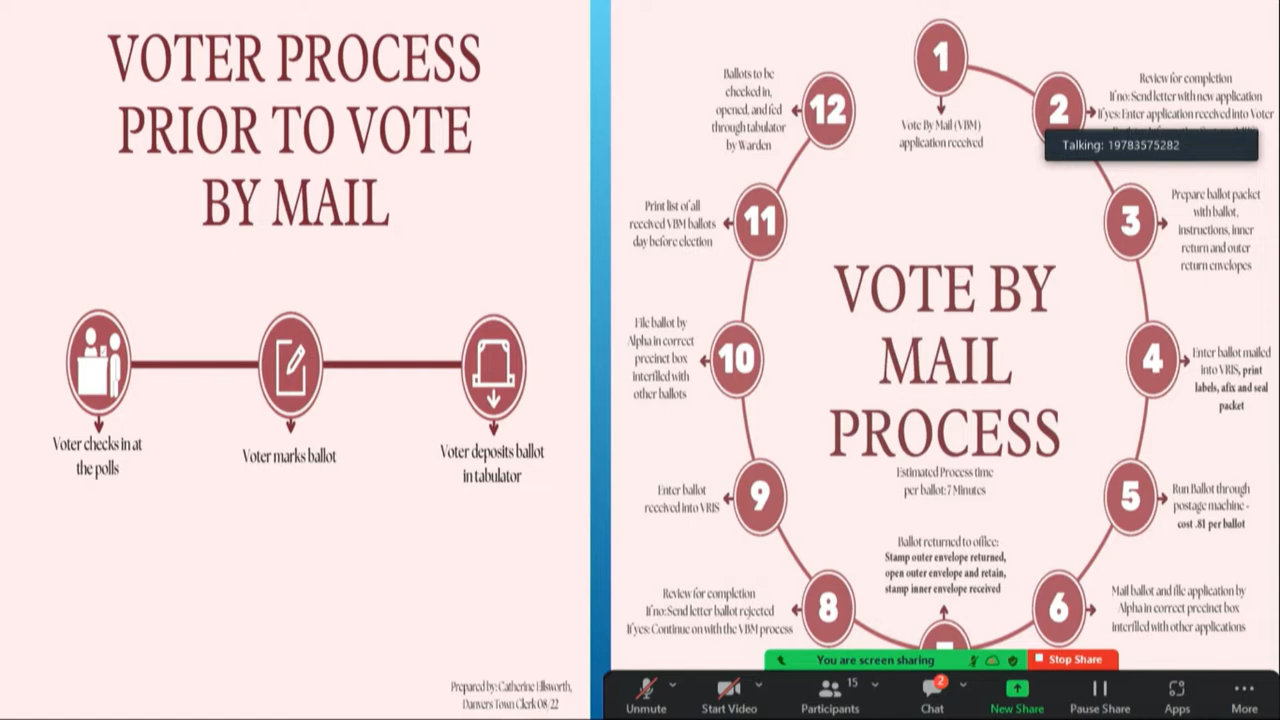 VOTER PROCESS
PRIOR TO VOTE
BY MAIL
Voter checks in at
the polls
Voter marks ballot
Voter deposits ballot
in tabulator
Prepared by: Catherine Ellsworth,
Danvers Town Clerk 08/22
1
Vote By Mail (VBM)
application received
2
Review for completion
If no: Send letter with new application
If yes: Enter application received into Voter
Talking: 19783575282
3
Prepare ballot packet
with ballot,
instructions, inner
return and outer
return envelopes
4
Enter ballot mailed
into VRIS, print
labels, afix and seal
packet
5
Run Ballot through
postage machine -
cost .81 per ballot
6
Mail ballot and file application by
Alpha in correct precinct box
interfiled with other applications
Ballot returned to office:
Stamp outer envelope returned,
open outer envelope and retain,
stamp inner envelope received
8
Review for completion
If no: Send letter ballot rejected
If yes: Continue on with the VBM process
9
Enter ballot
received into VRIS
10
File ballot by
Alpha in correct
precinct box
interfiled with
other ballots
11
Print list of all
received VBM ballots
day before election
12
Ballots to be
checked in,
opened, and fed
through tabulator
by Warden
VOTE BY
MAIL
PROCESS
Estimated Process time
per ballot: 7 Minutes
You are screen sharing
Stop Share
Unmute
Start Video
15
Participants
2
Chat
New Share
Pause Share
Apps
More